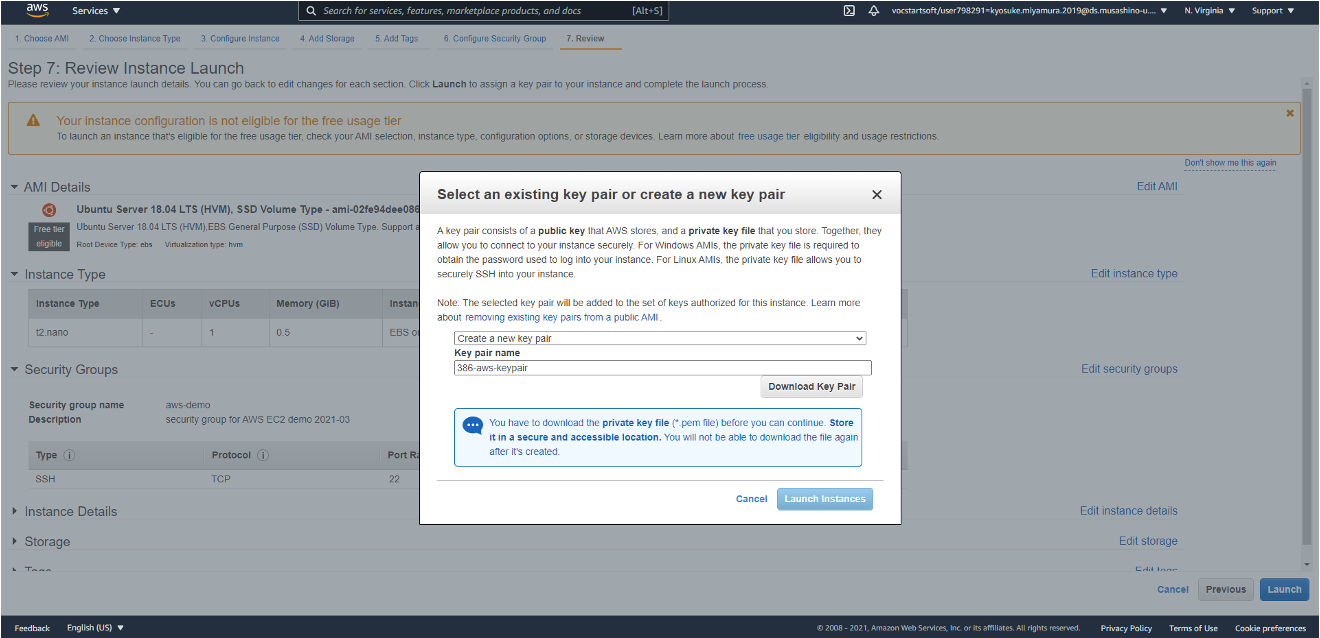 aws
Services
Search for services, features, marketplace products, and docs [Alt+S]
vocstartsoft/user798291=kyosuke.miyamura.2019@ds.musashino-u....
N. Virginia
Support
1. Choose AMI 2. Choose Instance Type 3. Configure Instance 4. Add Storage 5. Add Tags 6. Configure Security Group 7. Review
Step 7: Review Instance Launch
Please review your instance launch details. You can go back to edit changes for each section. Click Launch to assign a key pair to your instance and complete the launch process.
Your instance configuration is not eligible for the free usage tier
To launch an instance that's eligible for the free usage tier, check your AMI selection, instance type, configuration options, or storage devices. Learn more about free usage tier eligibility and usage restrictions.
Don't show me this again
AMI Details
Edit AMI
Ubuntu Server 18.04 LTS (HVM), SSD Volume Type - ami-02fe94dee086
Free tier
eligible
Ubuntu Server 18.04 LTS (HVM),EBS General Purpose (SSD) Volume Type. Support a
Root Device Type: ebs Virtualization type: hvm
Instance Type
Edit instance type
Instance Type ECUs vCPUs Memory (GiB) Instan
t2.nano - 1 0.5 EBS on
Security Groups
Edit security groups
Security group name aws-demo
Description security group for AWS EC2 demo 2021-03
Type Protocol Port Ra
SSH TCP 22
Instance Details
Edit instance details
Storage
Edit storage
Tags
Edit tags
Select an existing key pair or create a new key pair
A key pair consists of a public key that AWS stores, and a private key file that you store. Together, they
allow you to connect to your instance securely. For Windows AMIs, the private key file is required to
obtain the password used to log into your instance. For Linux AMIs, the private key file allows you to
securely SSH into your instance.
Note: The selected key pair will be added to the set of keys authorized for this instance. Learn more
about removing existing key pairs from a public AMI .
Create a new key pair
Key pair name
386-aws-keypair
Download Key Pair
You have to download the private key file (*.pem file) before you can continue. Store
it in a secure and accessible location. You will not be able to download the file again
after it's created.
Cancel
Launch Instances
Cancel Previous Launch
Feedback English (US) © 2008 - 2021, Amazon Web Services, Inc. or its affiliates. All rights reserved. Privacy Policy Terms of Use Cookie preferences